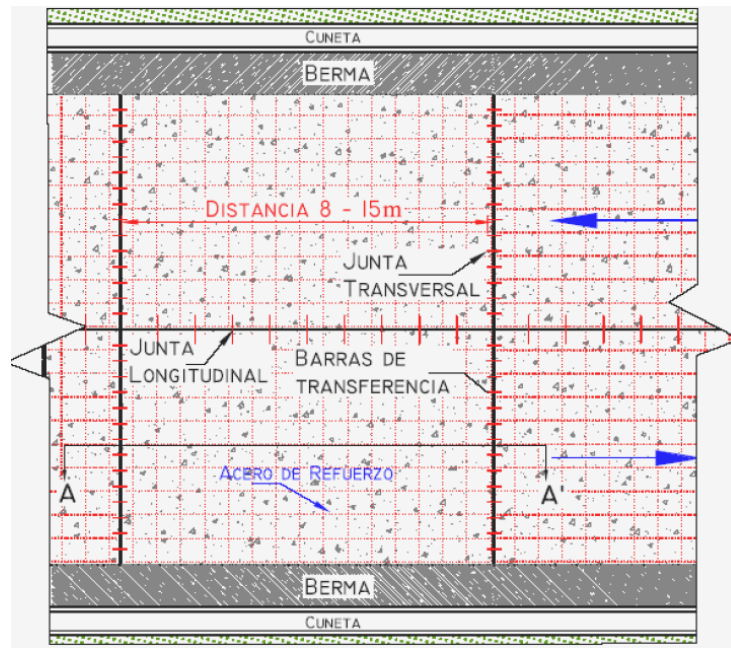 CUNETA
BERMA
DISTANCIA 8 - 15m
JUNTA
TRANSVERSAL
JUNTA
LONGITUDINAL
BARRAS DE
TRANSFERENCIA
ACERO DE REFUERZO
A
A'
BERMA
CUNETA